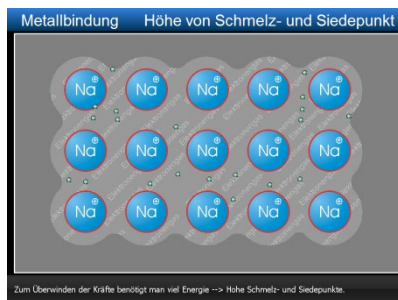 Metallbindung Höhe von Schmelz- und Siedepunkt
Na Na Na Na Na
Na Na Na Na Na
Na Na Na Na Na
Elektronengas
Zum Überwinden der Kräfte benötigt man viel Energie --> Hohe Schmelz- und Siedepunkte.